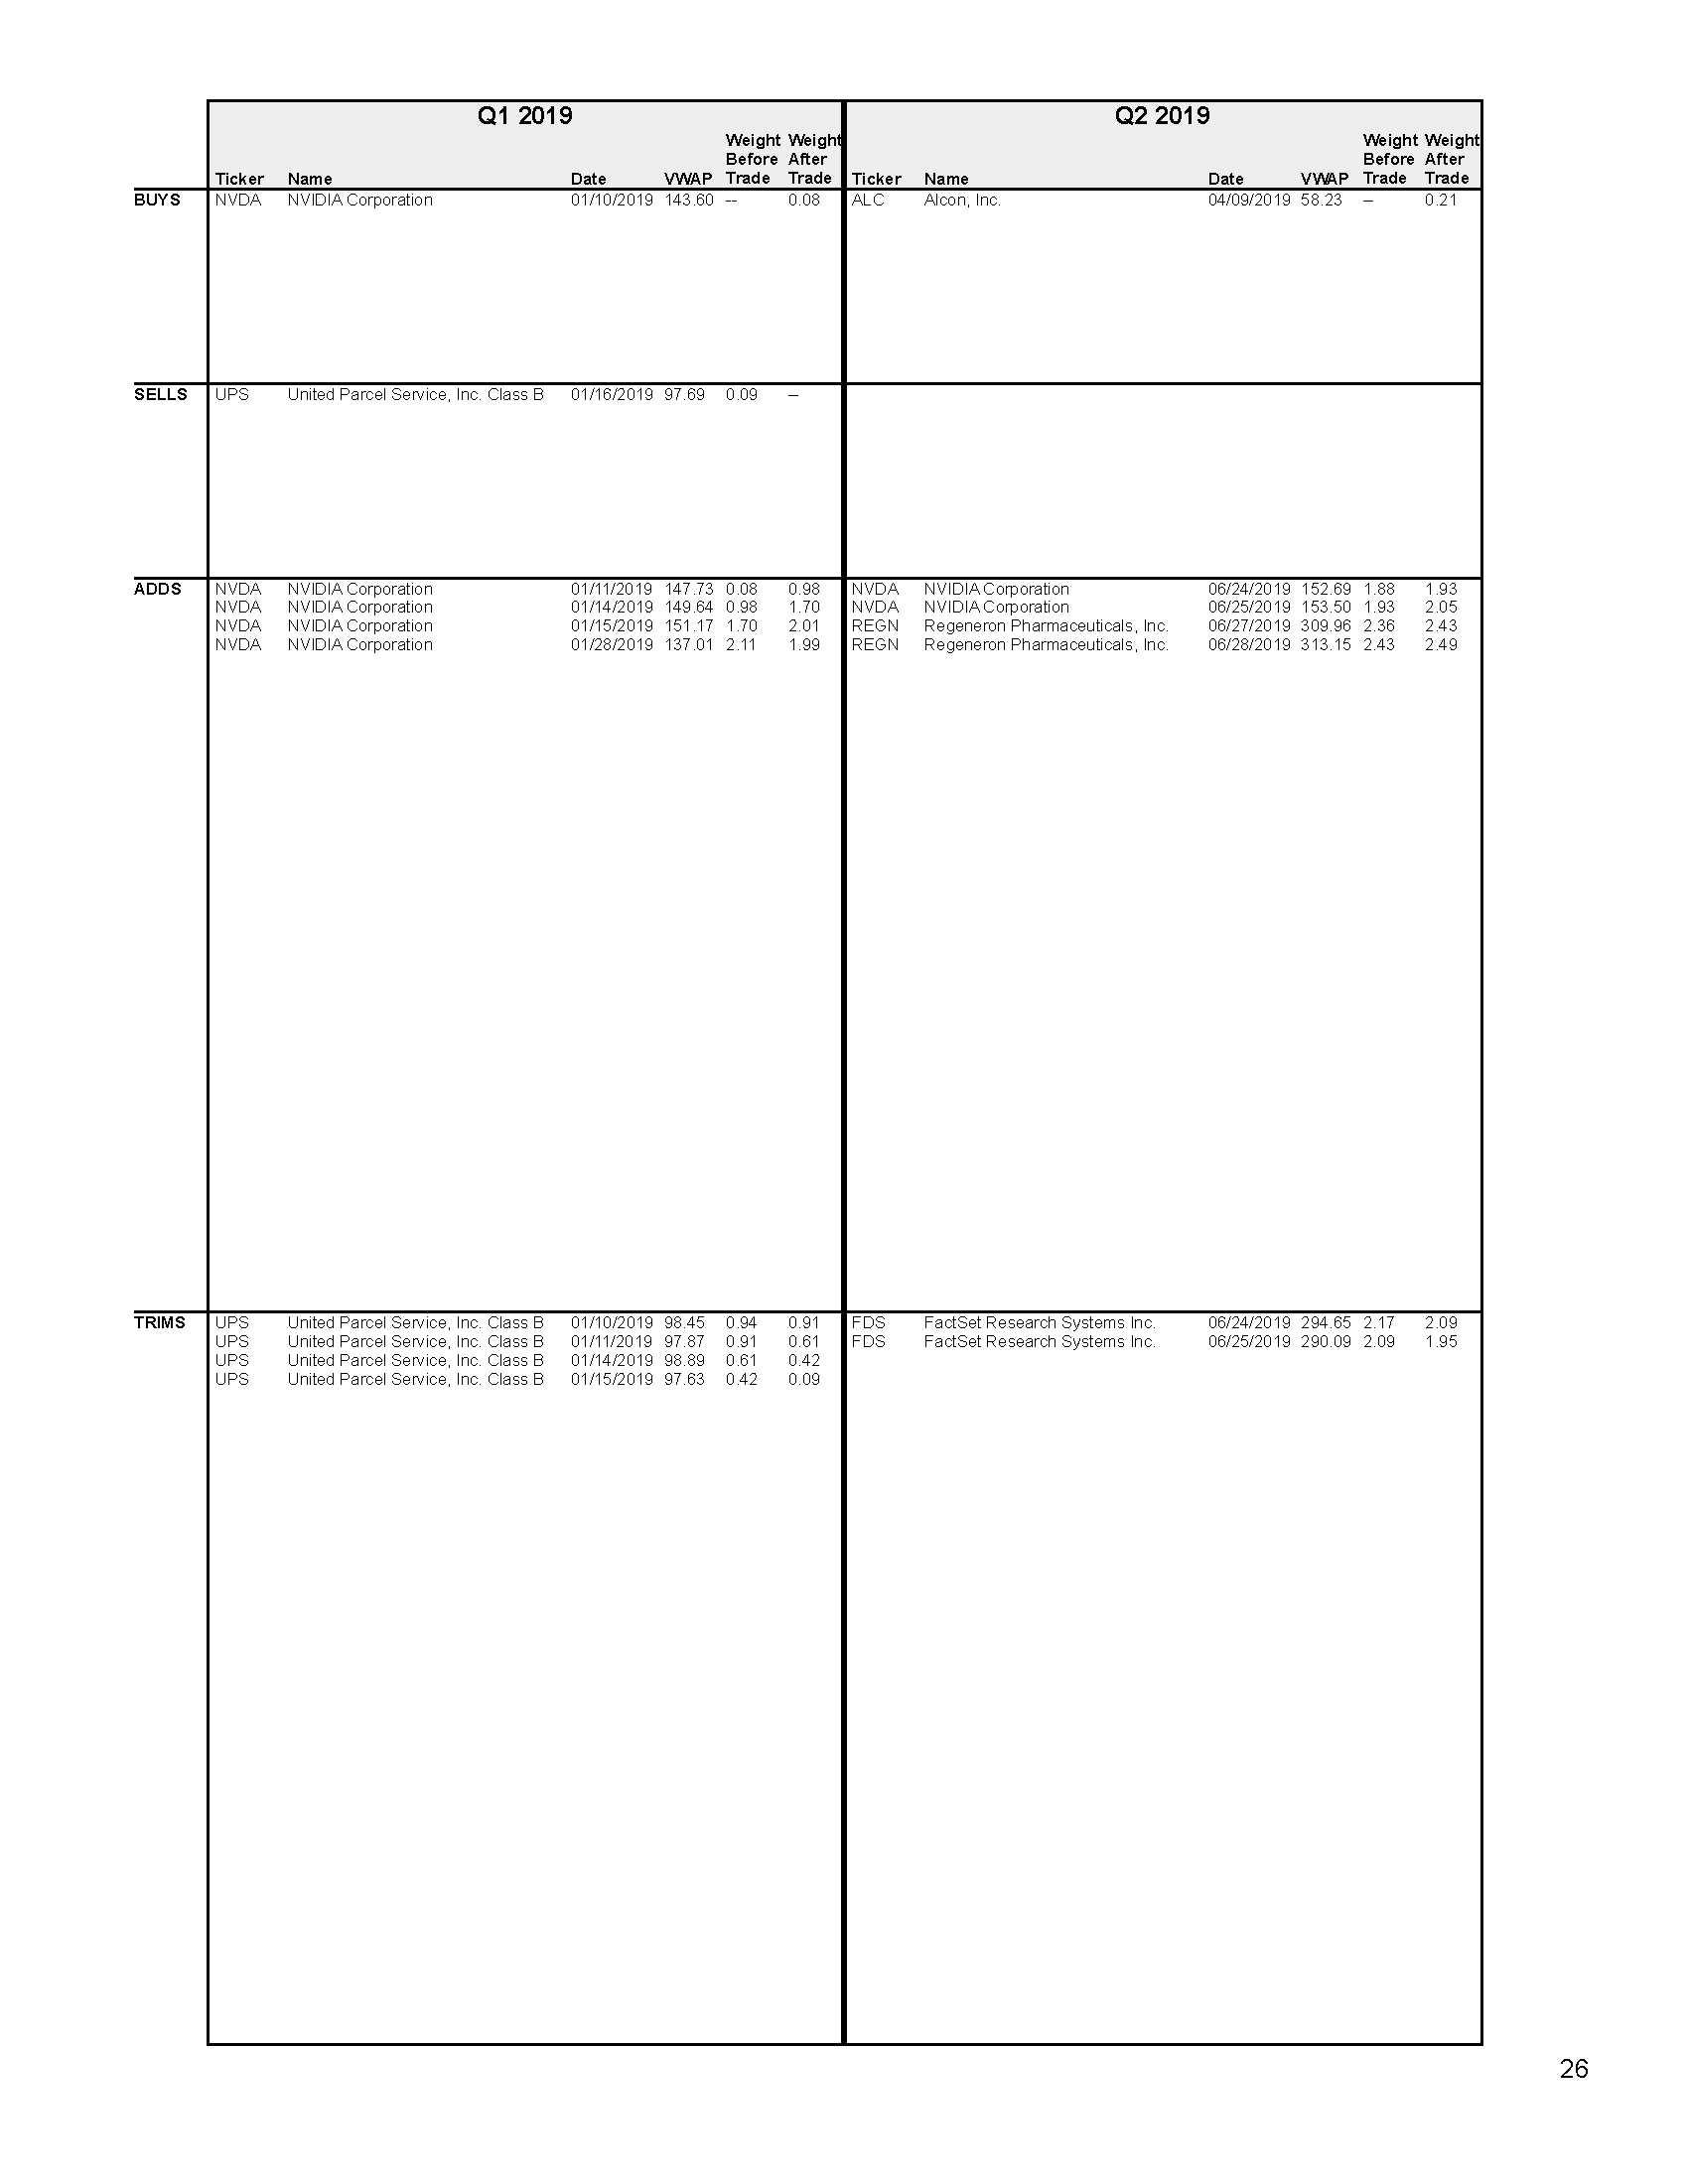 Q1 2019 Q2 2019
Weight Weight Weight Weight
Before After Before After
Ticker Name Date VWAP Trade Trade Ticker Name Date VWAP Trade Trade
BUYS NVDA NVIDIA Corporation 01/10/2019 143.60 -- 0.08 ALC Alcon, Inc. 04/09/2019 58.23 -- 0.21
SELLS UPS United Parcel Service, Inc. Class B 01/16/2019 97.69 0.09 --
ADDS NVDA NVIDIA Corporation 01/11/2019 147.73 0.08 0.98 NVDA NVIDIA Corporation 06/24/2019 152.69 1.88 1.93
NVDA NVIDIA Corporation 01/14/2019 149.64 0.98 1.70 NVDA NVIDIA Corporation 06/25/2019 153.50 1.93 2.05
NVDA NVIDIA Corporation 01/15/2019 151.17 1.70 2.01 REGN Regeneron Pharmaceuticals, Inc. 06/27/2019 309.96 2.36 2.43
NVDA NVIDIA Corporation 01/28/2019 137.01 2.11 1.99 REGN Regeneron Pharmaceuticals, Inc. 06/28/2019 313.15 2.43 2.49
TRIMS UPS United Parcel Service, Inc. Class B 01/10/2019 98.45 0.94 0.91 FDS FactSet Research Systems Inc. 06/24/2019 294.65 2.17 2.09
UPS United Parcel Service, Inc. Class B 01/11/2019 97.87 0.91 0.61 FDS FactSet Research Systems Inc. 06/25/2019 290.09 2.09 1.95
UPS United Parcel Service, Inc. Class B 01/14/2019 98.89 0.61 0.42
UPS United Parcel Service, Inc. Class B 01/15/2019 97.63 0.42 0.09
26